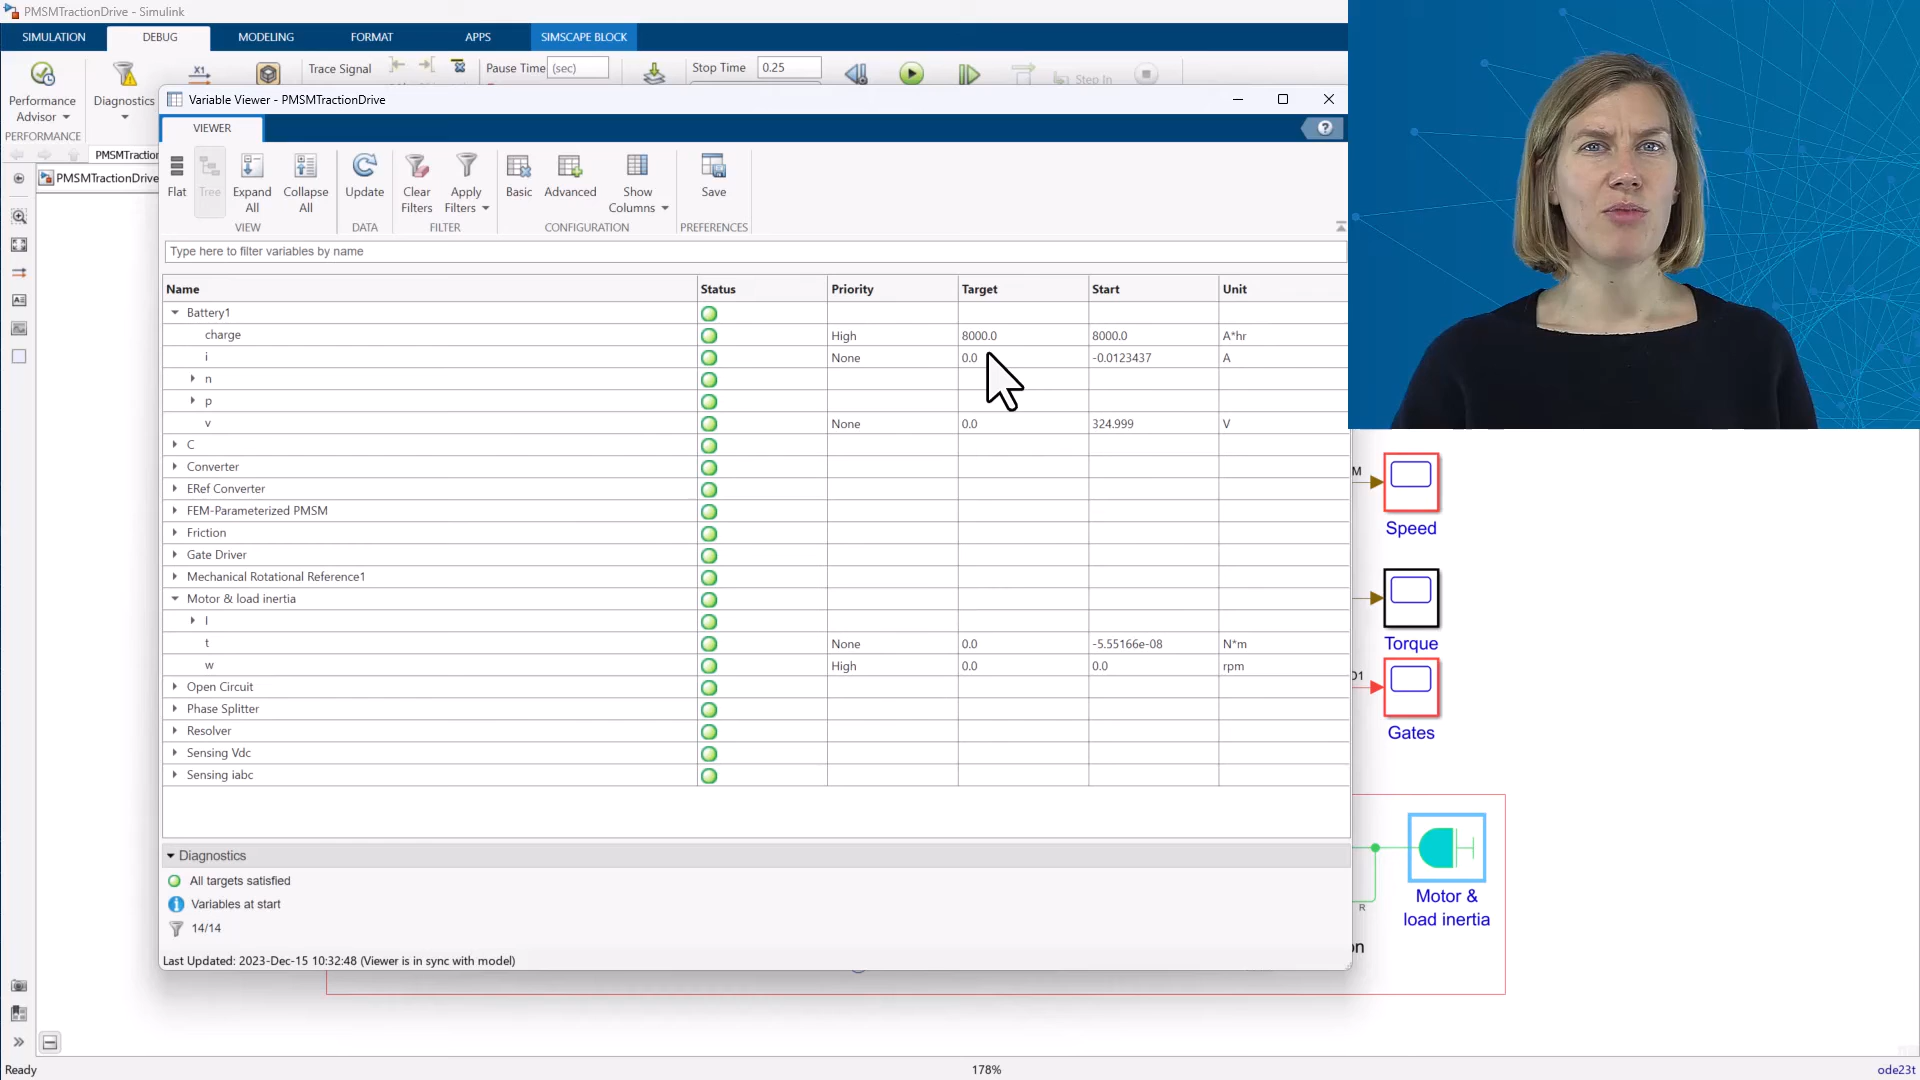 PMSMTractionDrive - Simulink
SIMULATION DEBUG MODELING FORMAT APPS SIMSCAPE BLOCK
Performance Advisor
PERFORMANCE
Diagnostics
Trace Signal
Pause Time (sec)
Stop Time 0.25
Step In
PMSMTraction
PMSMTractionDrive
Variable Viewer - PMSMTractionDrive
VIEWER
Flat Tree Expand All Collapse All Update Clear Filters Apply Filters Basic Advanced Show Columns Save
VIEW DATA FILTER CONFIGURATION PREFERENCES
Type here to filter variables by name
Name Status Priority Target Start Unit
Battery1
charge High 8000.0 8000.0 A*hr
i None 0.0 -0.0123437 A
n
p
v None 0.0 324.999 V
C
Converter
ERef Converter
FEM-Parameterized PMSM
Friction
Gate Driver
Mechanical Rotational Reference1
Motor & load inertia
I
t None 0.0 -5.55166e-08 N*m
w High 0.0 0.0 rpm
Open Circuit
Phase Splitter
Resolver
Sensing Vdc
Sensing iabc
Diagnostics
All targets satisfied
Variables at start
14/14
Last Updated: 2023-Dec-15 10:32:48 (Viewer is in sync with model)
M
Speed
Torque
Gates
R
Motor &
load inertia
on
Ready 178% ode23t